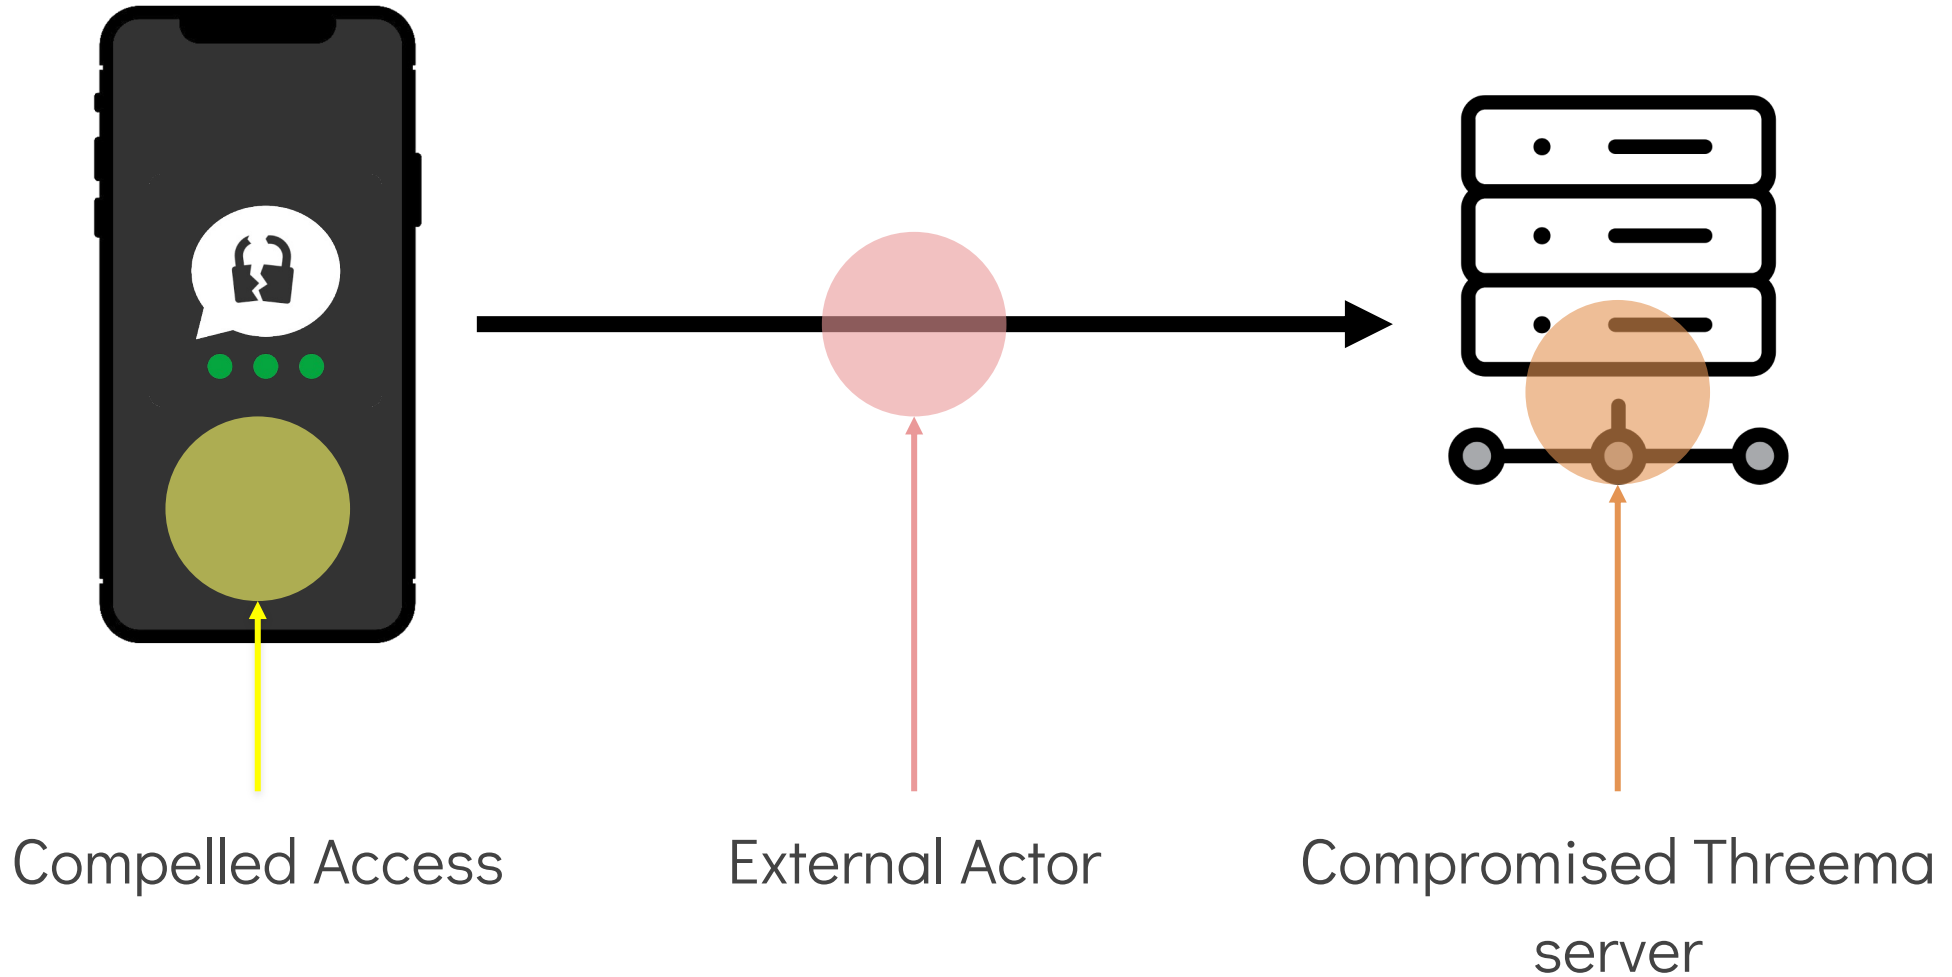 Compelled Access
External Actor
Compromised Threema
server